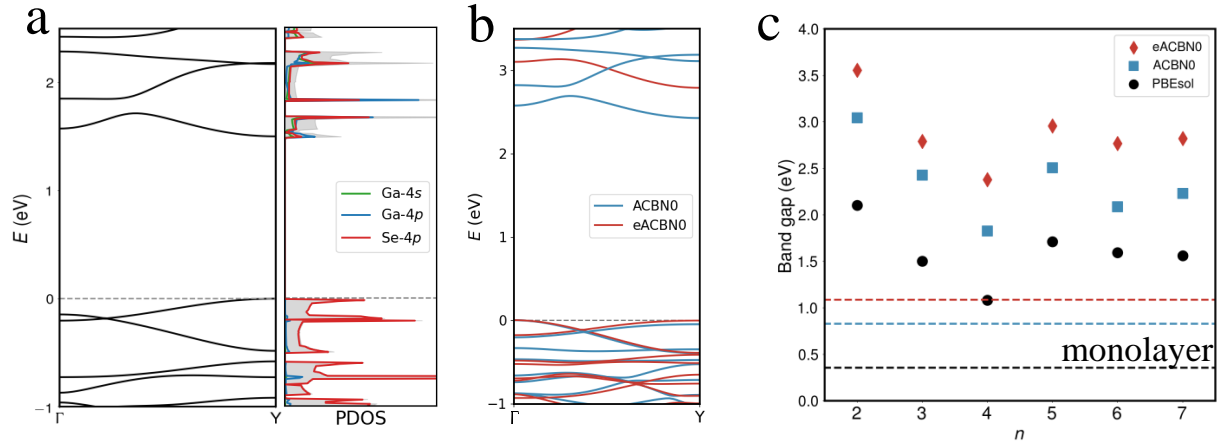 a
E (eV)
2
1
0
−1
Γ
Y
PDOS
Ga-4s
Ga-4p
Se-4p
b
E (eV)
3
2
1
0
−1
Γ
Y
ACBN0
eACBN0
c
Band gap (eV)
4.0
3.5
3.0
2.5
2.0
1.5
1.0
0.5
0.0
eACBN0
ACBN0
PBEsol
monolayer
2 3 4 5 6 7
n